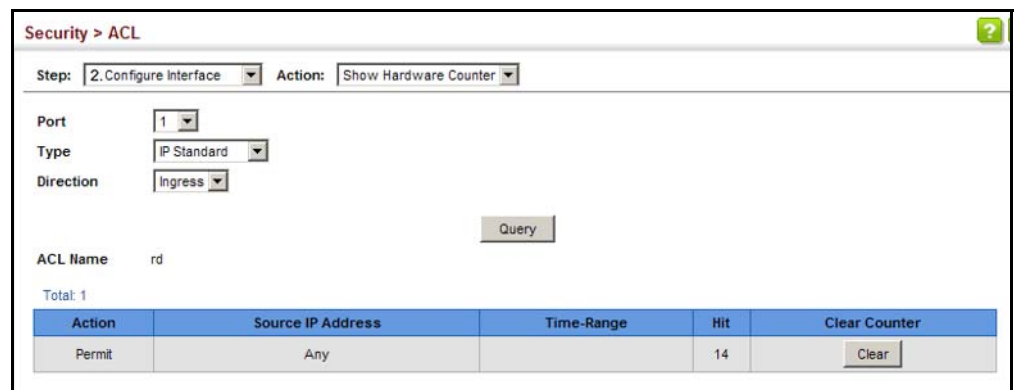 Security > ACL
?
Step: 2. Configure Interface Action: Show Hardware Counter
Port 1
Type IP Standard
Direction Ingress
Query
ACL Name rd
Total: 1
Action Source IP Address Time-Range Hit Clear Counter
Permit Any 14 Clear